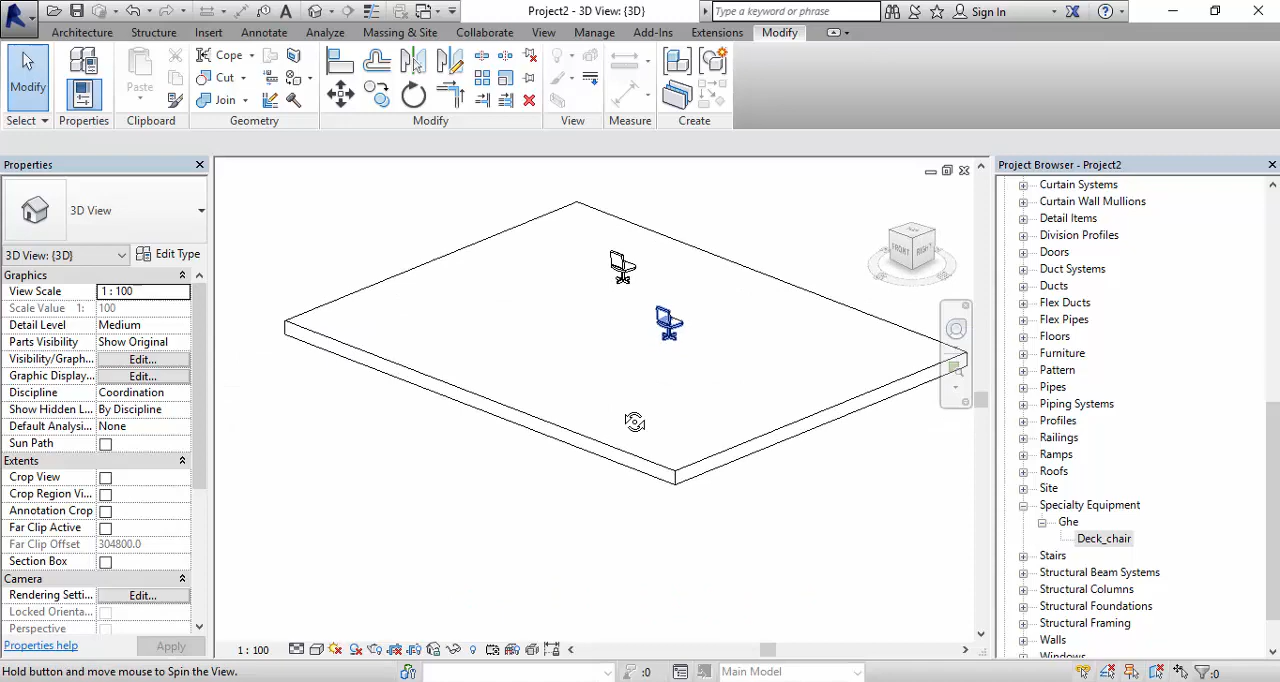 Project2 - 3D View: {3D}
Type a keyword or phrase
Sign In
Architecture Structure Insert Annotate Analyze Massing & Site Collaborate View Manage Add-Ins Extensions Modify
Modify
Select
Properties
Paste
Clipboard
Cope
Cut
Join
Geometry
Modify
View
Measure
Create
Properties
3D View
3D View: {3D}
Edit Type
Graphics
View Scale 1 : 100
Scale Value 1: 100
Detail Level Medium
Parts Visibility Show Original
Visibility/Graph... Edit...
Graphic Display... Edit...
Discipline Coordination
Show Hidden L... By Discipline
Default Analysi... None
Sun Path
Extents
Crop View
Crop Region Vi...
Annotation Crop
Far Clip Active
Far Clip Offset 304800.0
Section Box
Camera
Rendering Setti... Edit...
Locked Orienta...
Perspective
Properties help
Apply
FRONT
RIGHT
1 : 100
Project Browser - Project2
Curtain Systems
Curtain Wall Mullions
Detail Items
Division Profiles
Doors
Duct Systems
Ducts
Flex Ducts
Flex Pipes
Floors
Furniture
Pattern
Pipes
Piping Systems
Profiles
Railings
Ramps
Roofs
Site
Specialty Equipment
Ghe
Deck_chair
Stairs
Structural Beam Systems
Structural Columns
Structural Foundations
Structural Framing
Walls
Windows
Hold button and move mouse to Spin the View.
:0
Main Model
:0